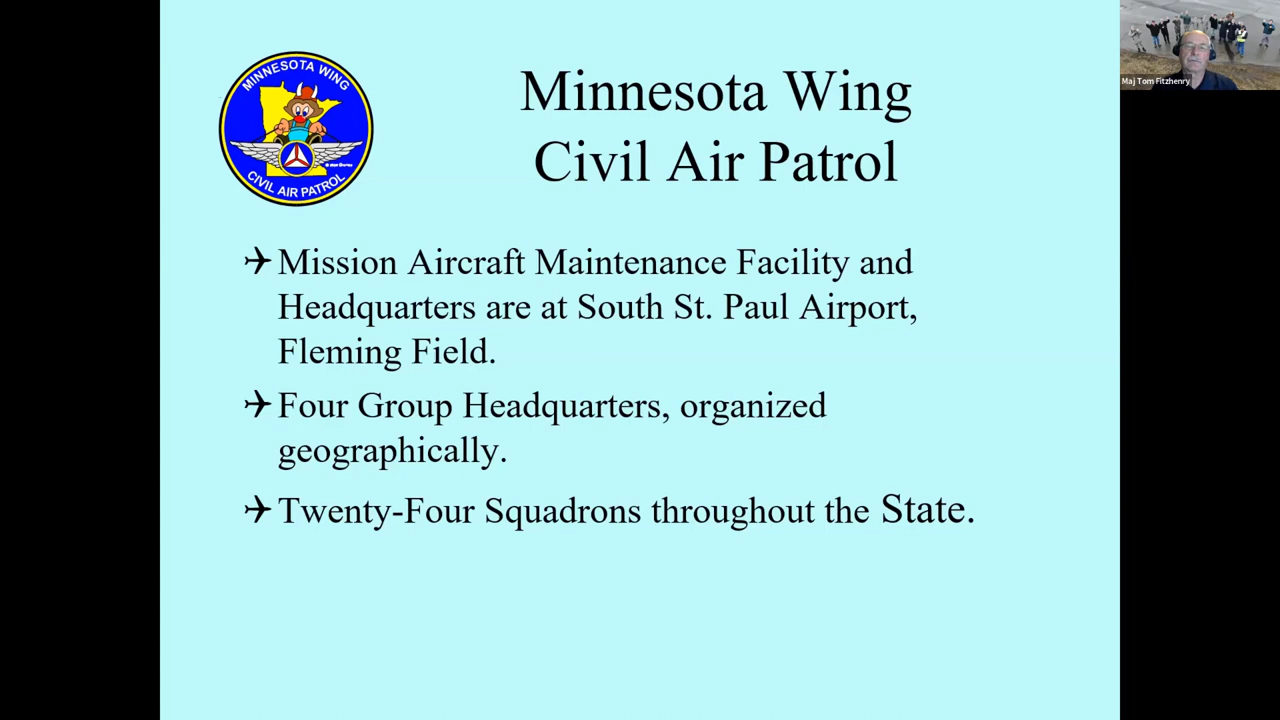 MINNESOTA WING
CIVIL AIR PATROL
Minnesota Wing
Civil Air Patrol
Mission Aircraft Maintenance Facility and
Headquarters are at South St. Paul Airport,
Fleming Field.
Four Group Headquarters, organized
geographically.
Twenty-Four Squadrons throughout the State.
Maj Tom Fitzhenry